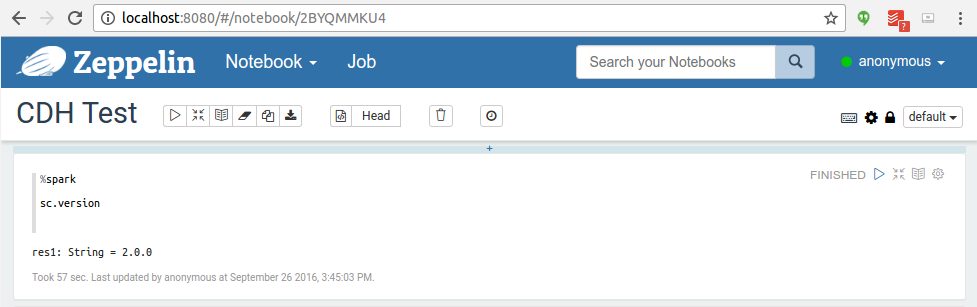 localhost:8080/#/notebook/2BYQMMKU4
?
Zeppelin Notebook Job Search your Notebooks anonymous
CDH Test Head default
+
%spark FINISHED
sc.version
res1: String = 2.0.0
Took 57 sec. Last updated by anonymous at September 26 2016, 3:45:03 PM.